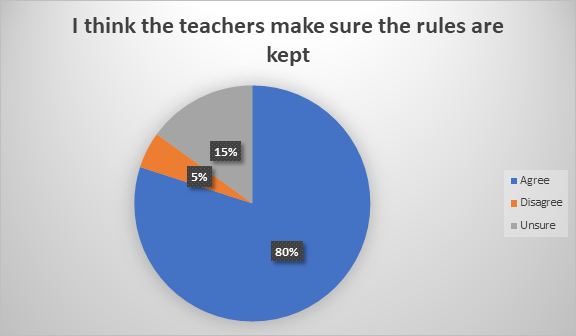 I think the teachers make sure the rules are
kept
15%
5%
80%
Agree
Disagree
Unsure